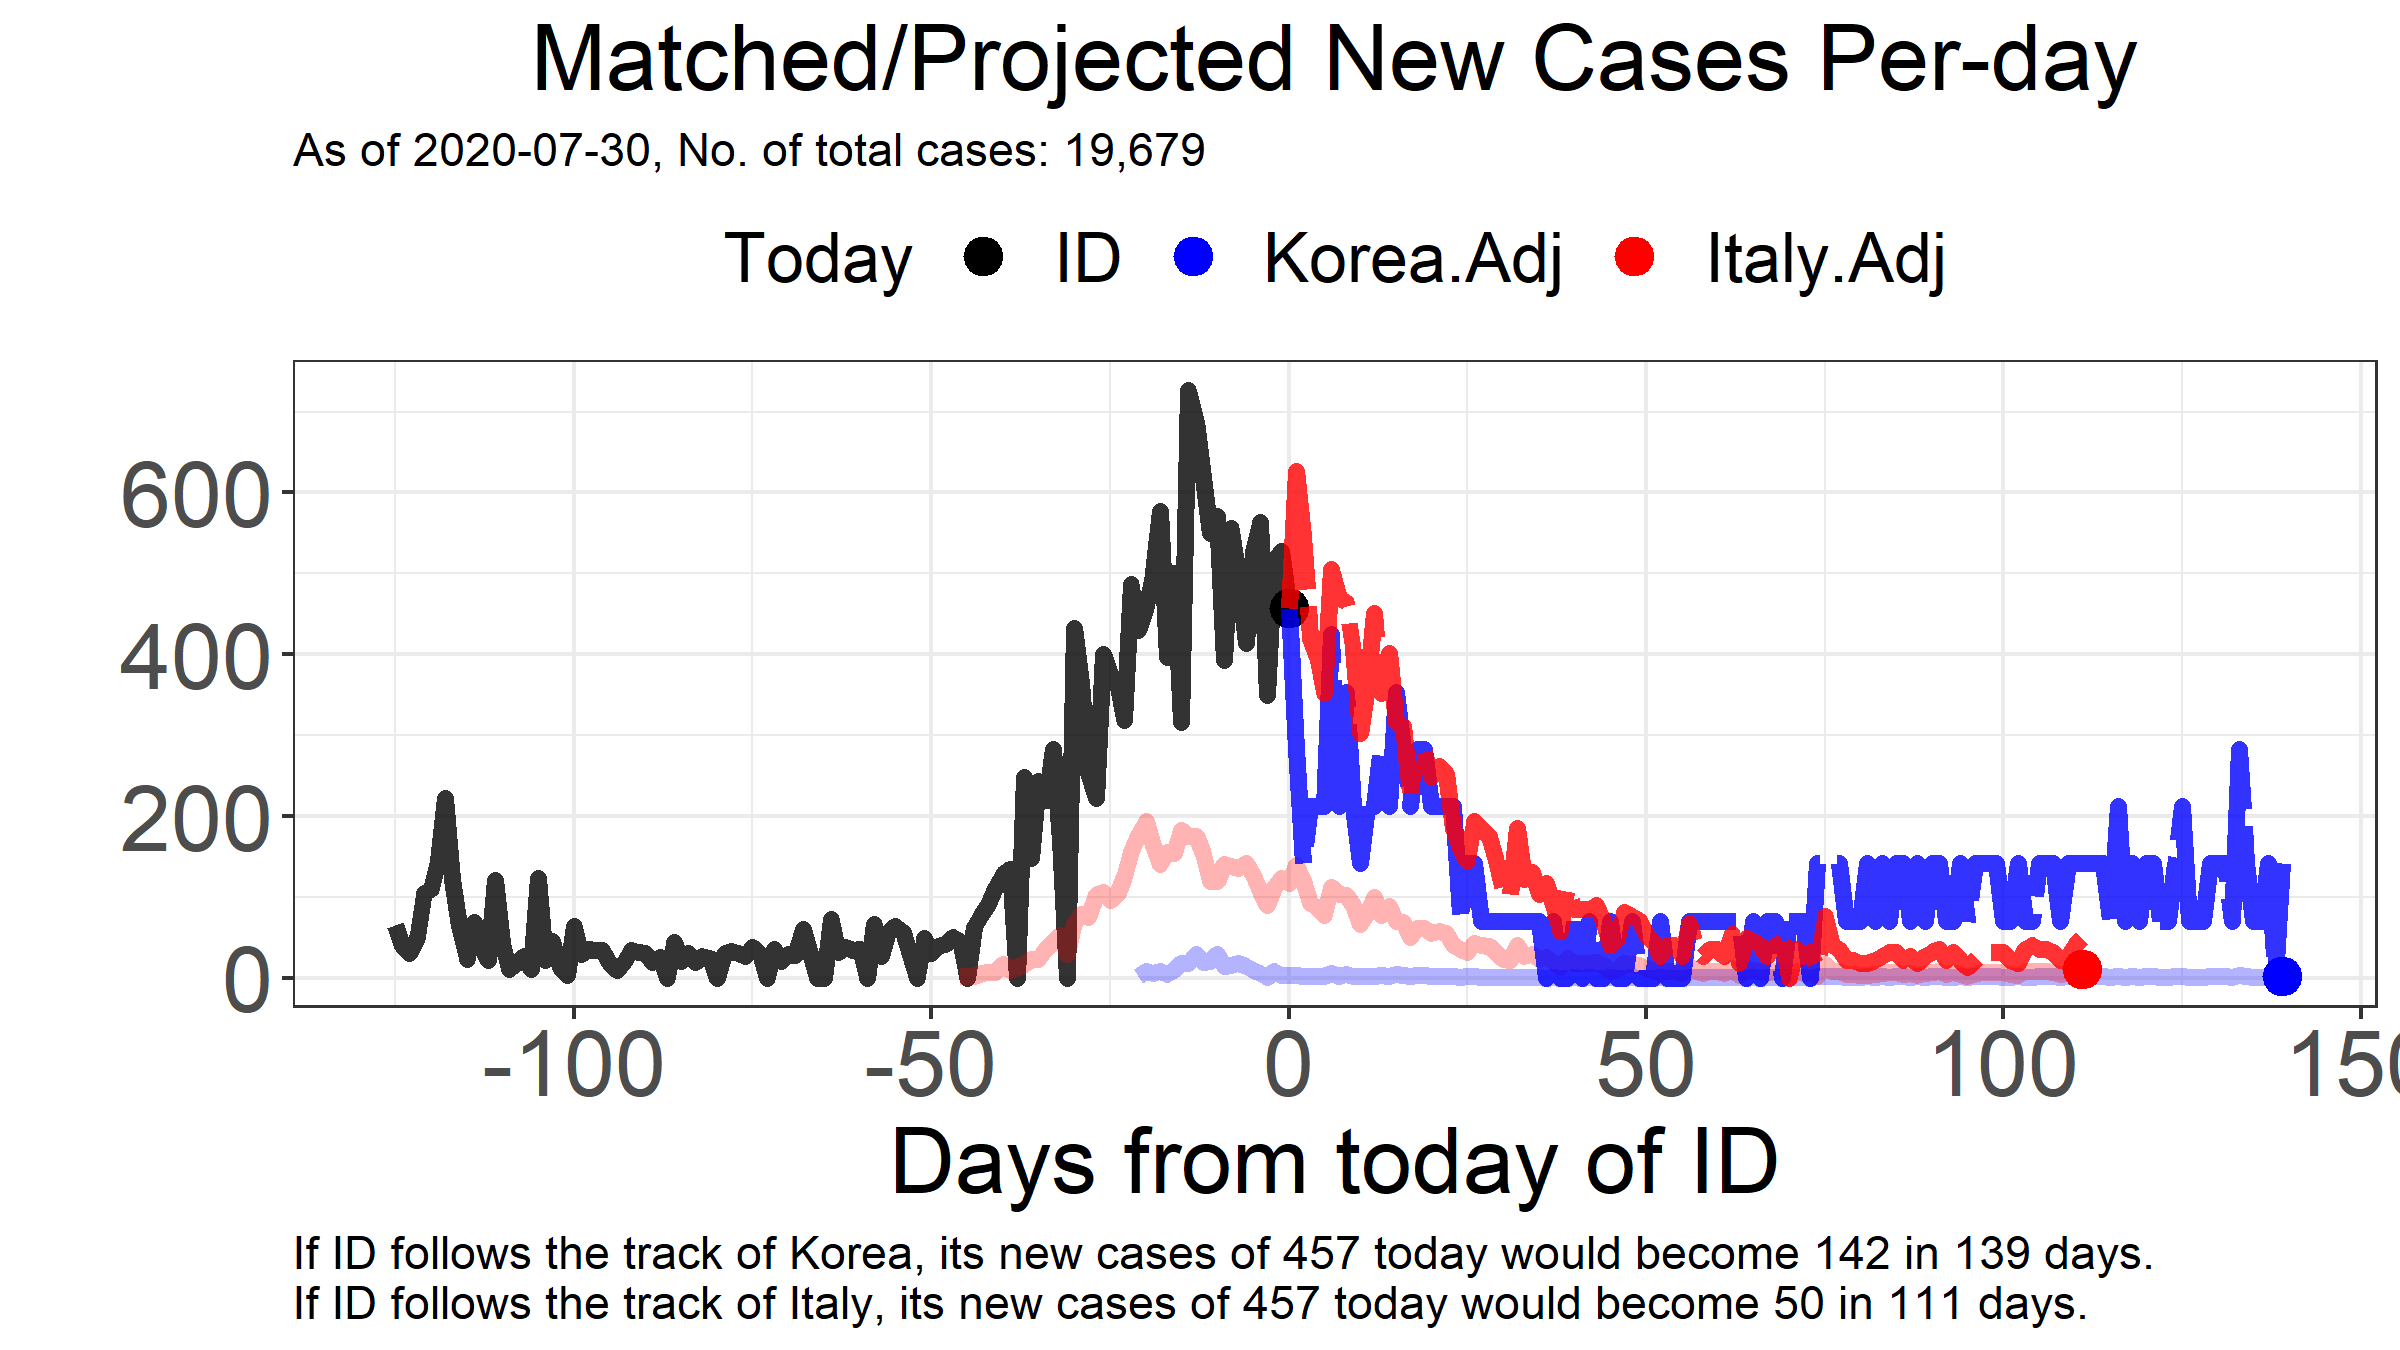 Matched/Projected New Cases Per-day
As of 2020-07-30, No. of total cases: 19,679
Today ID Korea.Adj Italy.Adj
600
400
200
0
-100 -50 0 50 100 150
Days from today of ID
If ID follows the track of Korea, its new cases of 457 today would become 142 in 139 days.
If ID follows the track of Italy, its new cases of 457 today would become 50 in 111 days.